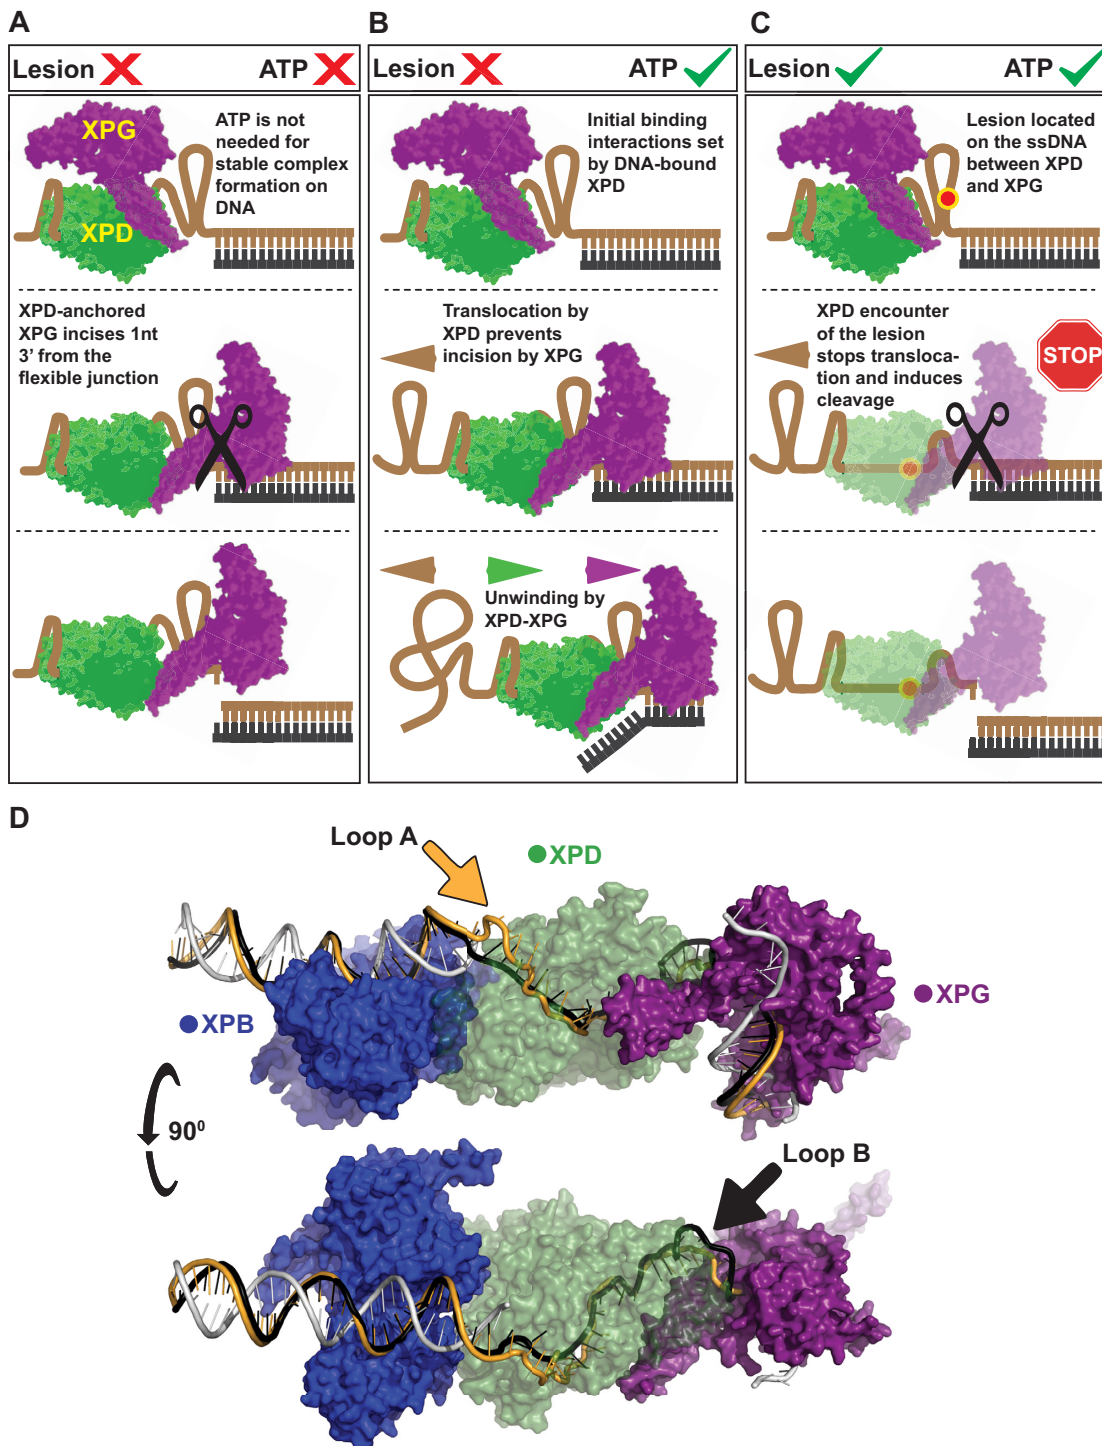 A
Lesion ATP
XPG
XPD
ATP is not
needed for
stable complex
formation on
DNA
XPD-anchored
XPG incises 1nt
3' from the
flexible junction
B
Lesion ATP
Initial binding
interactions set
by DNA-bound
XPD
Translocation by
XPD prevents
incision by XPG
Unwinding by
XPD-XPG
C
Lesion ATP
Lesion located
on the ssDNA
between XPD
and XPG
XPD encounter
of the lesion
stops transloca-
tion and induces
cleavage
STOP
D
Loop A
XPD
XPG
XPB
90⁰
Loop B